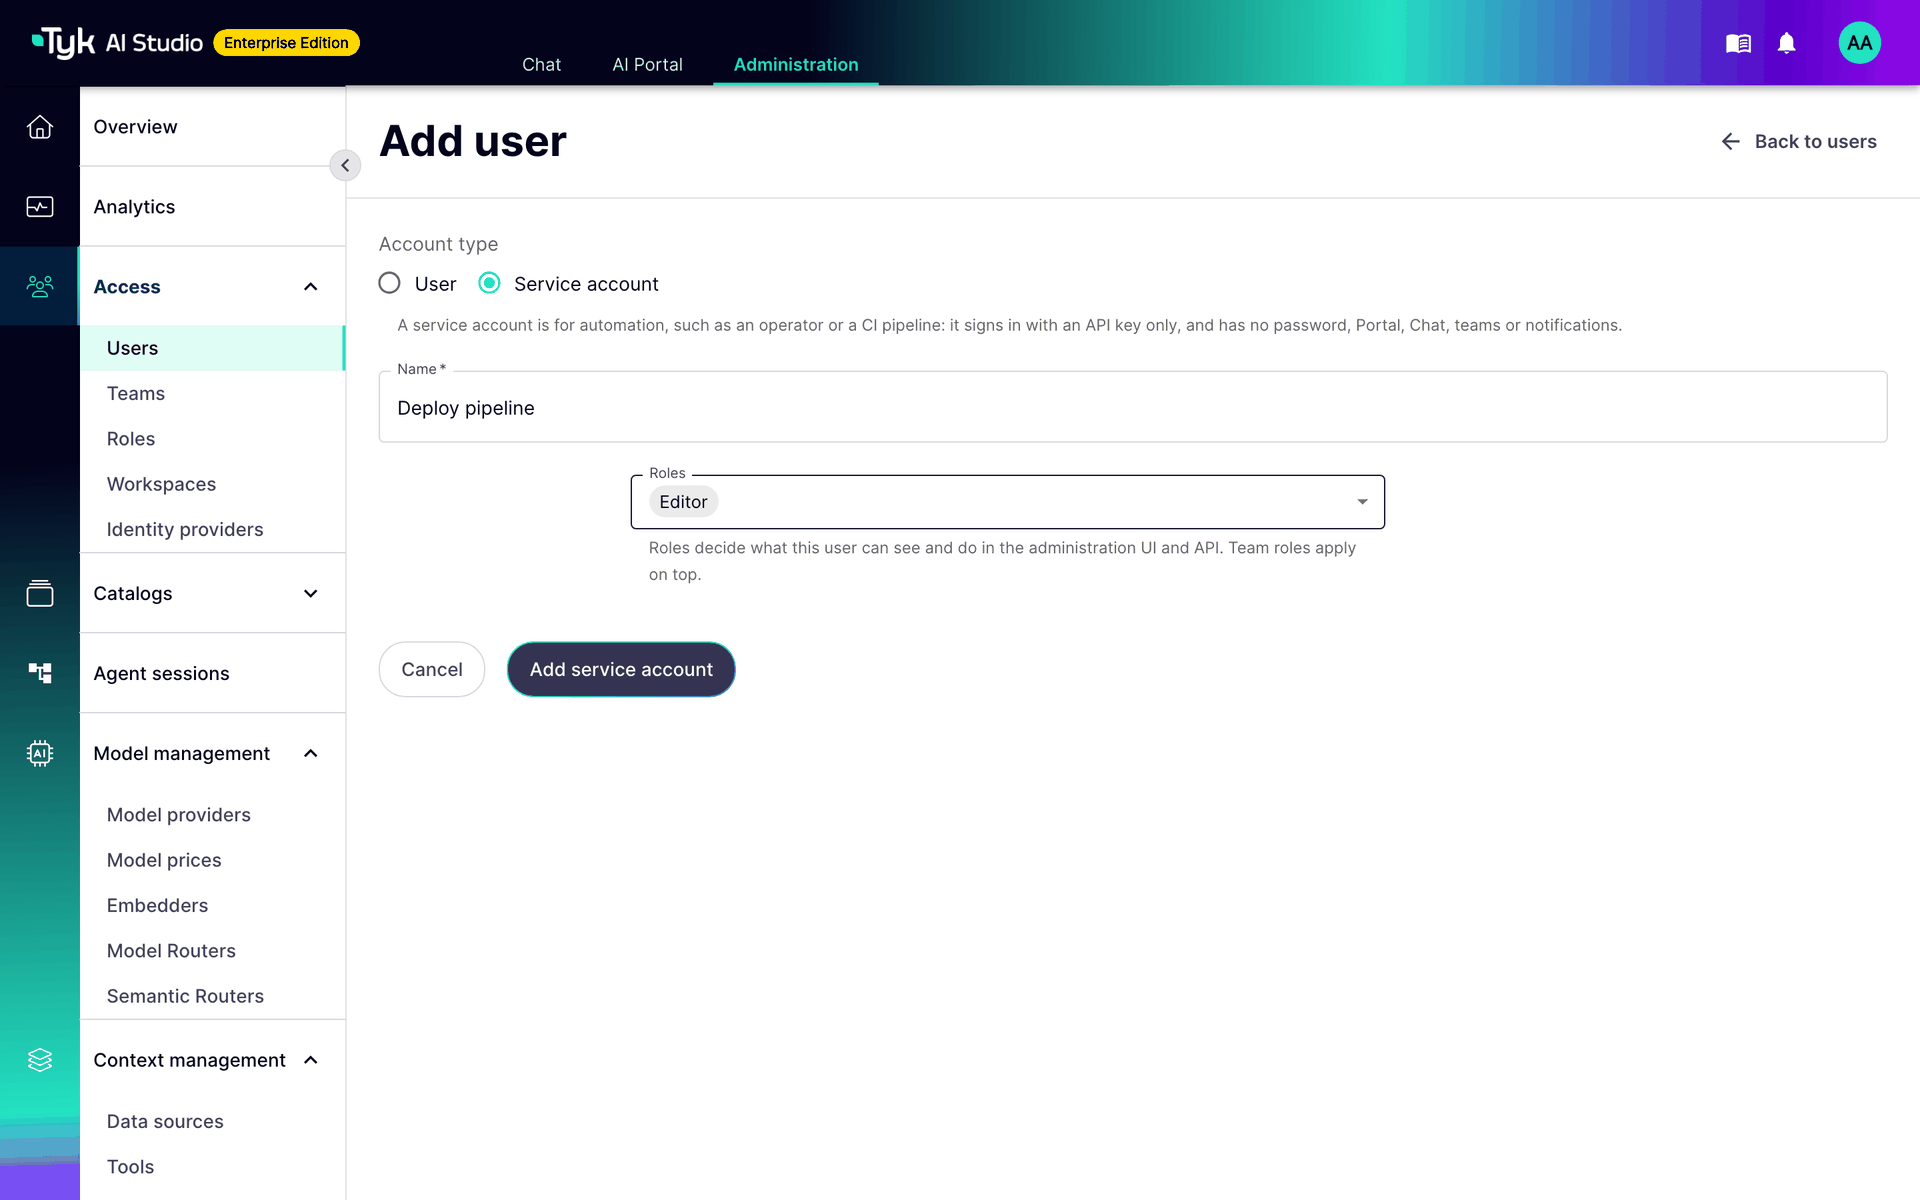 Tyk AI Studio Enterprise Edition
Chat AI Portal Administration
AA
Overview
Analytics
Access
Users
Teams
Roles
Workspaces
Identity providers
Catalogs
Agent sessions
AI
Model management
Model providers
Model prices
Embedders
Model Routers
Semantic Routers
Context management
Data sources
Tools
Add user
Back to users
Account type
User Service account
A service account is for automation, such as an operator or a CI pipeline: it signs in with an API key only, and has no password, Portal, Chat, teams or notifications.
Name *
Deploy pipeline
Roles
Editor
Roles decide what this user can see and do in the administration UI and API. Team roles apply
on top.
Cancel Add service account